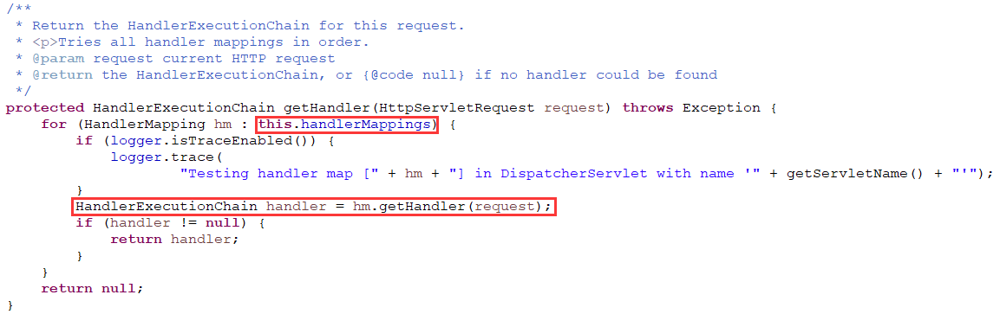 /**
 * Return the HandlerExecutionChain for this request.
 * <p>Tries all handler mappings in order.
 * @param request current HTTP request
 * @return the HandlerExecutionChain, or {@code null} if no handler could be found
 */
protected HandlerExecutionChain getHandler(HttpServletRequest request) throws Exception {
    for (HandlerMapping hm : this.handlerMappings) {
        if (logger.isTraceEnabled()) {
            logger.trace(
                    "Testing handler map [" + hm + "] in DispatcherServlet with name '" + getServletName() + "'");
        }
        HandlerExecutionChain handler = hm.getHandler(request);
        if (handler != null) {
            return handler;
        }
    }
    return null;
}